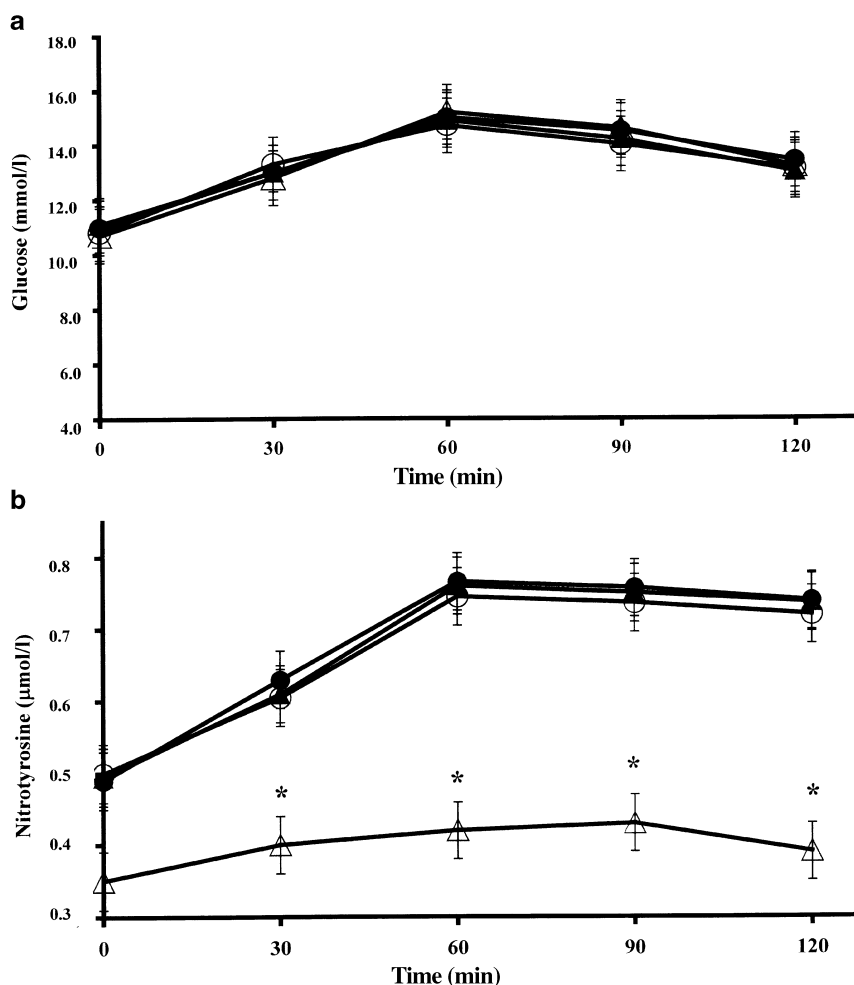 a
18.0
16.0
14.0
12.0
10.0
8.0
6.0
4.0
Glucose (mmol/l)
0 30 60 90 120
Time (min)
b
0.8
0.7
0.6
0.5
0.4
0.3
Nitrotyrosine (μmol/l)
* * * *
0 30 60 90 120
Time (min)